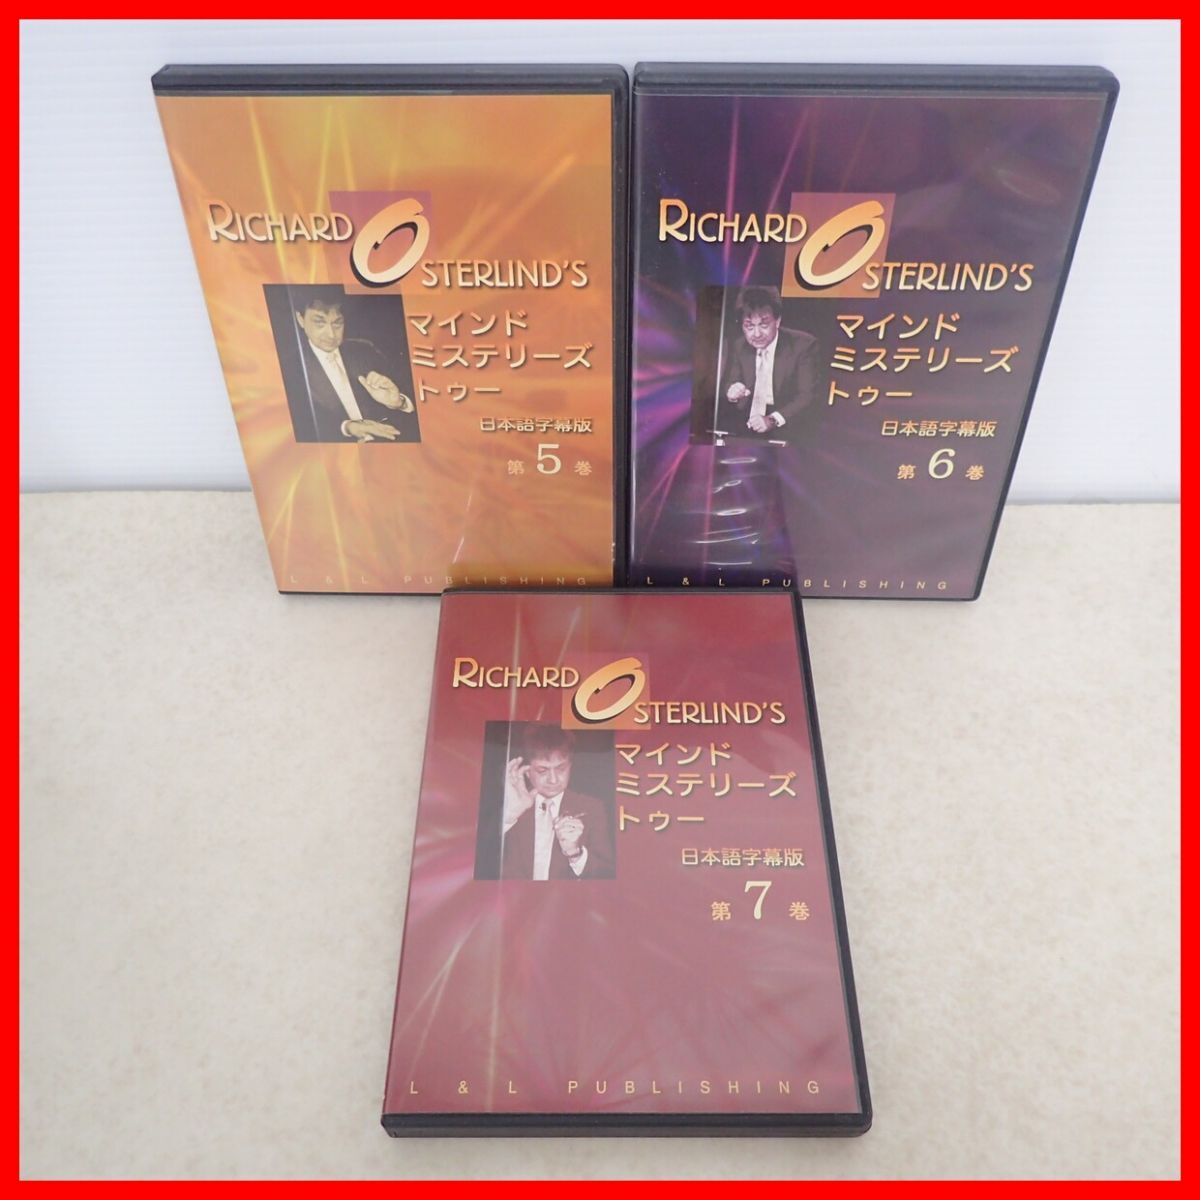 RICHARD
OSTERLIND'S
マインド
ミステリーズ
トゥー
日本語字幕版
第 5 巻
L & L PUBLISHING
RICHARD
OSTERLIND'S
マインド
ミステリーズ
トゥー
日本語字幕版
第 6 巻
L & L PUBLISHING
RICHARD
OSTERLIND'S
マインド
ミステリーズ
トゥー
日本語字幕版
第 7 巻
L & L PUBLISHING